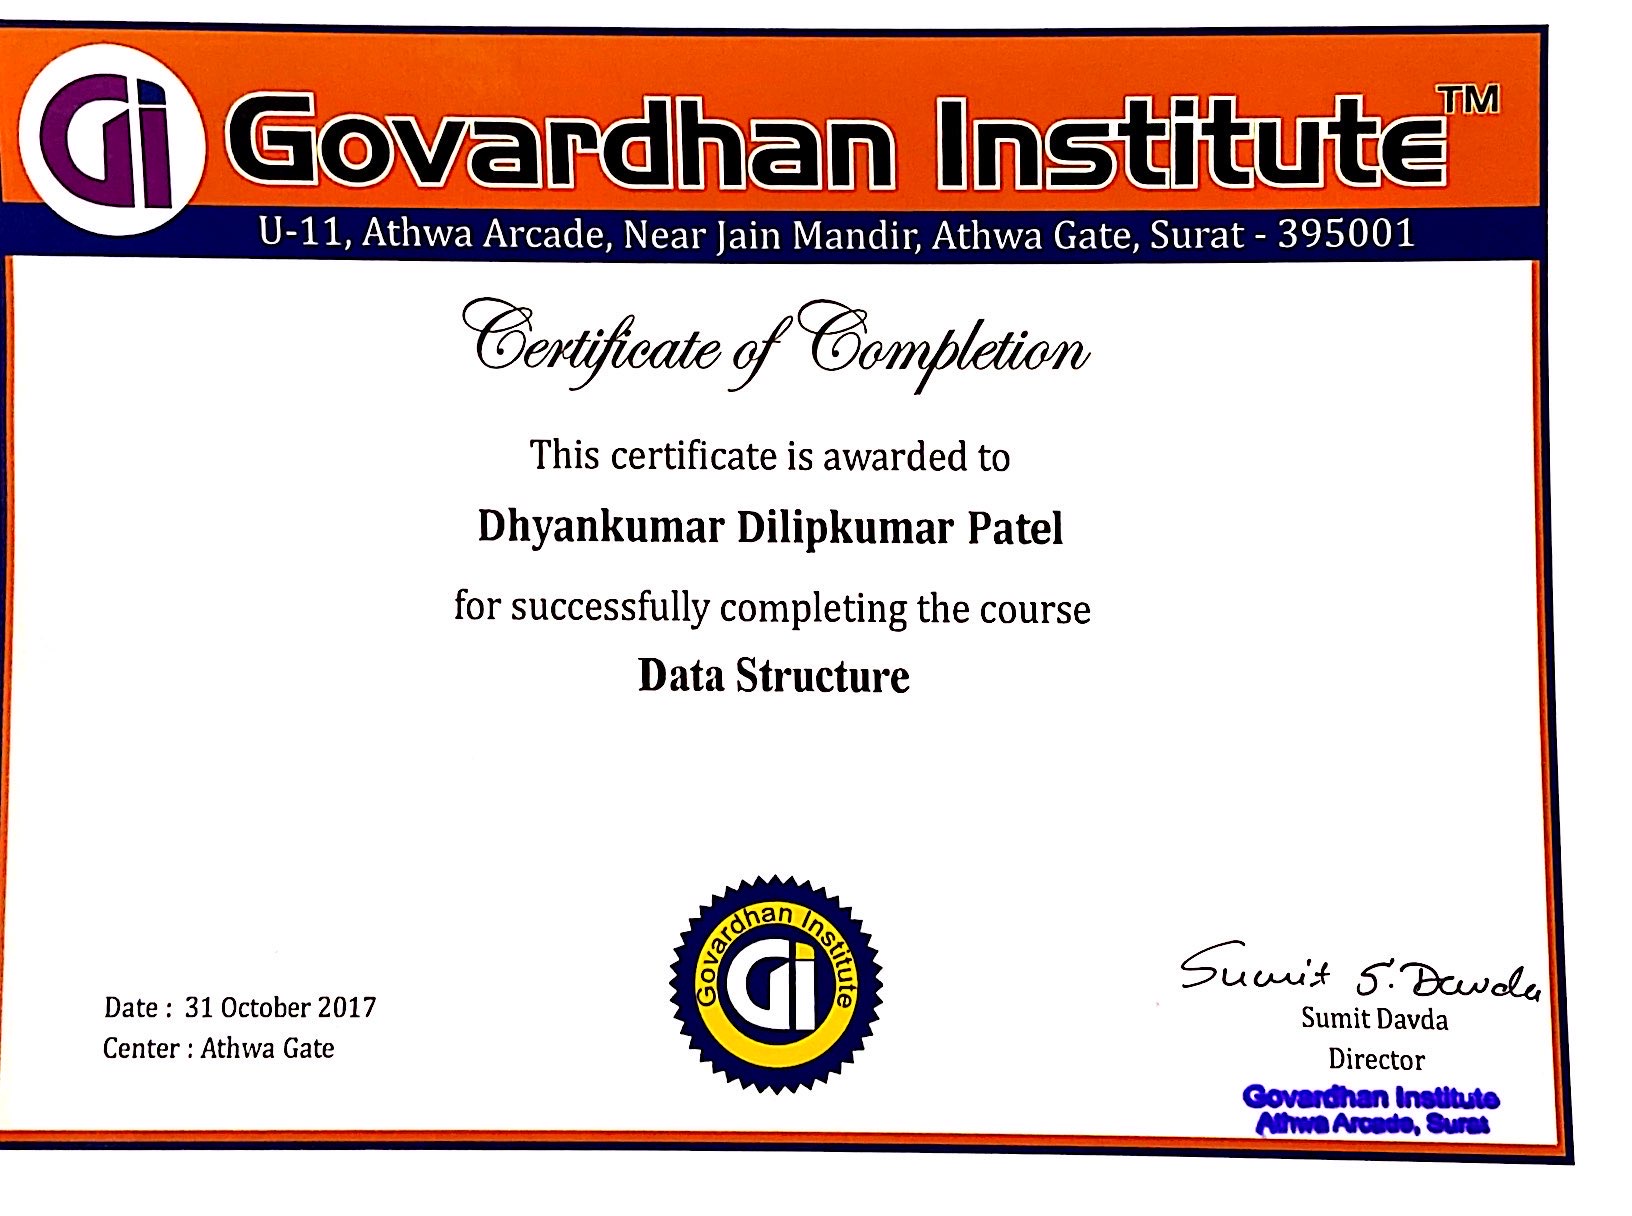 Gi Govardhan Institute™
U-11, Athwa Arcade, Near Jain Mandir, Athwa Gate, Surat - 395001
Certificate of Completion
This certificate is awarded to
Dhyankumar Dilipkumar Patel
for successfully completing the course
Data Structure
Govardhan Institute
Gi
Date : 31 October 2017
Center : Athwa Gate
Sumit S. Davda
Sumit Davda
Director
Govardhan Institute
Athwa Arcade, Surat